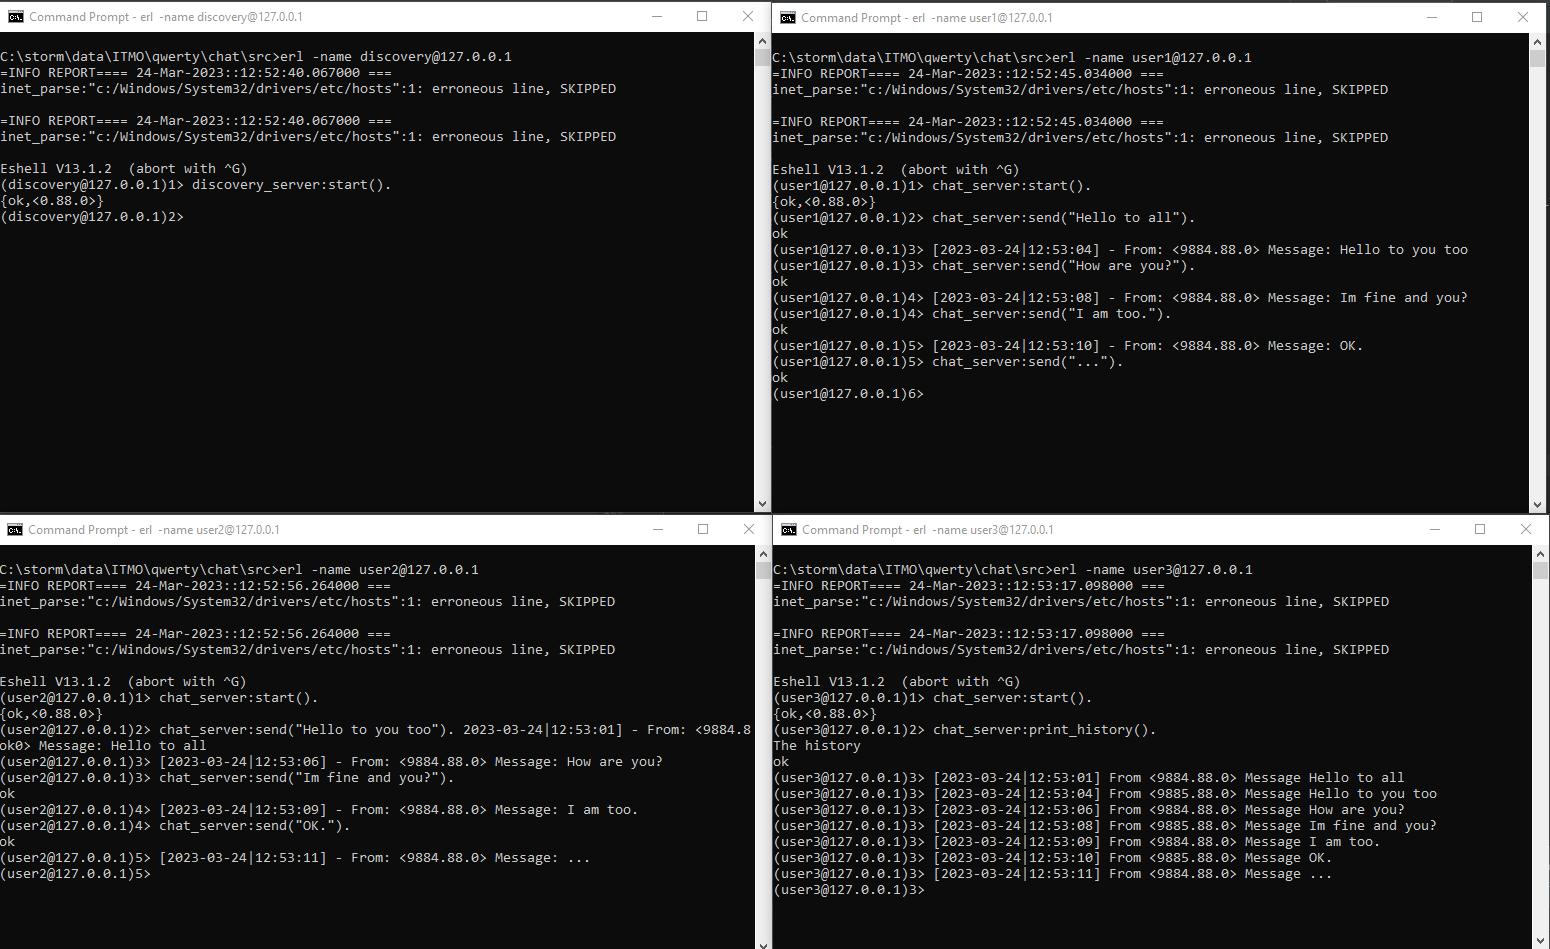 Command Prompt - erl  -name discovery@127.0.0.1
C:\storm\data\ITMO\qwerty\chat\src>erl -name discovery@127.0.0.1
=INFO REPORT==== 24-Mar-2023::12:52:40.067000 ===
inet_parse:"c:/Windows/System32/drivers/etc/hosts":1: erroneous line, SKIPPED
=INFO REPORT==== 24-Mar-2023::12:52:40.067000 ===
inet_parse:"c:/Windows/System32/drivers/etc/hosts":1: erroneous line, SKIPPED
Eshell V13.1.2  (abort with ^G)
(discovery@127.0.0.1)1> discovery_server:start().
{ok,<0.88.0>}
(discovery@127.0.0.1)2>
Command Prompt - erl  -name user1@127.0.0.1
C:\storm\data\ITMO\qwerty\chat\src>erl -name user1@127.0.0.1
=INFO REPORT==== 24-Mar-2023::12:52:45.034000 ===
inet_parse:"c:/Windows/System32/drivers/etc/hosts":1: erroneous line, SKIPPED
=INFO REPORT==== 24-Mar-2023::12:52:45.034000 ===
inet_parse:"c:/Windows/System32/drivers/etc/hosts":1: erroneous line, SKIPPED
Eshell V13.1.2  (abort with ^G)
(user1@127.0.0.1)1> chat_server:start().
{ok,<0.88.0>}
(user1@127.0.0.1)2> chat_server:send("Hello to all").
ok
(user1@127.0.0.1)3> [2023-03-24|12:53:04] - From: <9884.88.0> Message: Hello to you too
(user1@127.0.0.1)3> chat_server:send("How are you?").
ok
(user1@127.0.0.1)4> [2023-03-24|12:53:08] - From: <9884.88.0> Message: Im fine and you?
(user1@127.0.0.1)4> chat_server:send("I am too.").
ok
(user1@127.0.0.1)5> [2023-03-24|12:53:10] - From: <9884.88.0> Message: OK.
(user1@127.0.0.1)5> chat_server:send("...").
ok
(user1@127.0.0.1)6>
Command Prompt - erl  -name user2@127.0.0.1
C:\storm\data\ITMO\qwerty\chat\src>erl -name user2@127.0.0.1
=INFO REPORT==== 24-Mar-2023::12:52:56.264000 ===
inet_parse:"c:/Windows/System32/drivers/etc/hosts":1: erroneous line, SKIPPED
=INFO REPORT==== 24-Mar-2023::12:52:56.264000 ===
inet_parse:"c:/Windows/System32/drivers/etc/hosts":1: erroneous line, SKIPPED
Eshell V13.1.2  (abort with ^G)
(user2@127.0.0.1)1> chat_server:start().
{ok,<0.88.0>}
(user2@127.0.0.1)2> chat_server:send("Hello to you too"). 2023-03-24|12:53:01] - From: <9884.8
ok0> Message: Hello to all
(user2@127.0.0.1)3> [2023-03-24|12:53:06] - From: <9884.88.0> Message: How are you?
(user2@127.0.0.1)3> chat_server:send("Im fine and you?").
ok
(user2@127.0.0.1)4> [2023-03-24|12:53:09] - From: <9884.88.0> Message: I am too.
(user2@127.0.0.1)4> chat_server:send("OK.").
ok
(user2@127.0.0.1)5> [2023-03-24|12:53:11] - From: <9884.88.0> Message: ...
(user2@127.0.0.1)5>
Command Prompt - erl  -name user3@127.0.0.1
C:\storm\data\ITMO\qwerty\chat\src>erl -name user3@127.0.0.1
=INFO REPORT==== 24-Mar-2023::12:53:17.098000 ===
inet_parse:"c:/Windows/System32/drivers/etc/hosts":1: erroneous line, SKIPPED
=INFO REPORT==== 24-Mar-2023::12:53:17.098000 ===
inet_parse:"c:/Windows/System32/drivers/etc/hosts":1: erroneous line, SKIPPED
Eshell V13.1.2  (abort with ^G)
(user3@127.0.0.1)1> chat_server:start().
{ok,<0.88.0>}
(user3@127.0.0.1)2> chat_server:print_history().
The history
ok
(user3@127.0.0.1)3> [2023-03-24|12:53:01] From <9884.88.0> Message Hello to all
(user3@127.0.0.1)3> [2023-03-24|12:53:04] From <9885.88.0> Message Hello to you too
(user3@127.0.0.1)3> [2023-03-24|12:53:06] From <9884.88.0> Message How are you?
(user3@127.0.0.1)3> [2023-03-24|12:53:08] From <9885.88.0> Message Im fine and you?
(user3@127.0.0.1)3> [2023-03-24|12:53:09] From <9884.88.0> Message I am too.
(user3@127.0.0.1)3> [2023-03-24|12:53:10] From <9885.88.0> Message OK.
(user3@127.0.0.1)3> [2023-03-24|12:53:11] From <9884.88.0> Message ...
(user3@127.0.0.1)3>